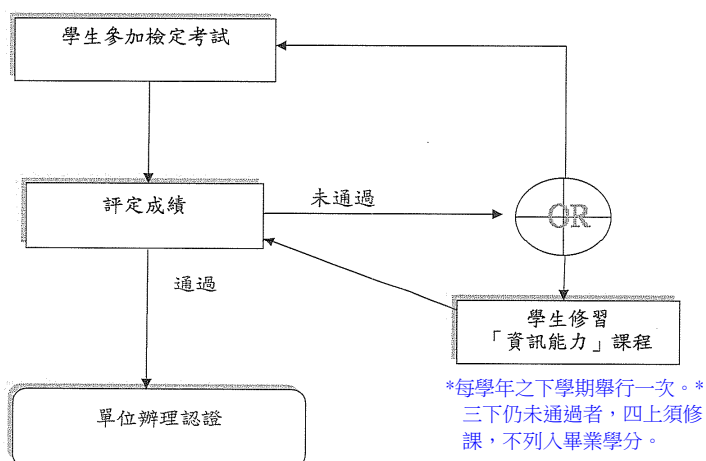 學生參加檢定考試
評定成績
未通過
OR
通過
學生修習
「資訊能力」課程
*每學年之下學期舉行一次。*
三下仍未通過者，四上須修
課，不列入畢業學分。
單位辦理認證